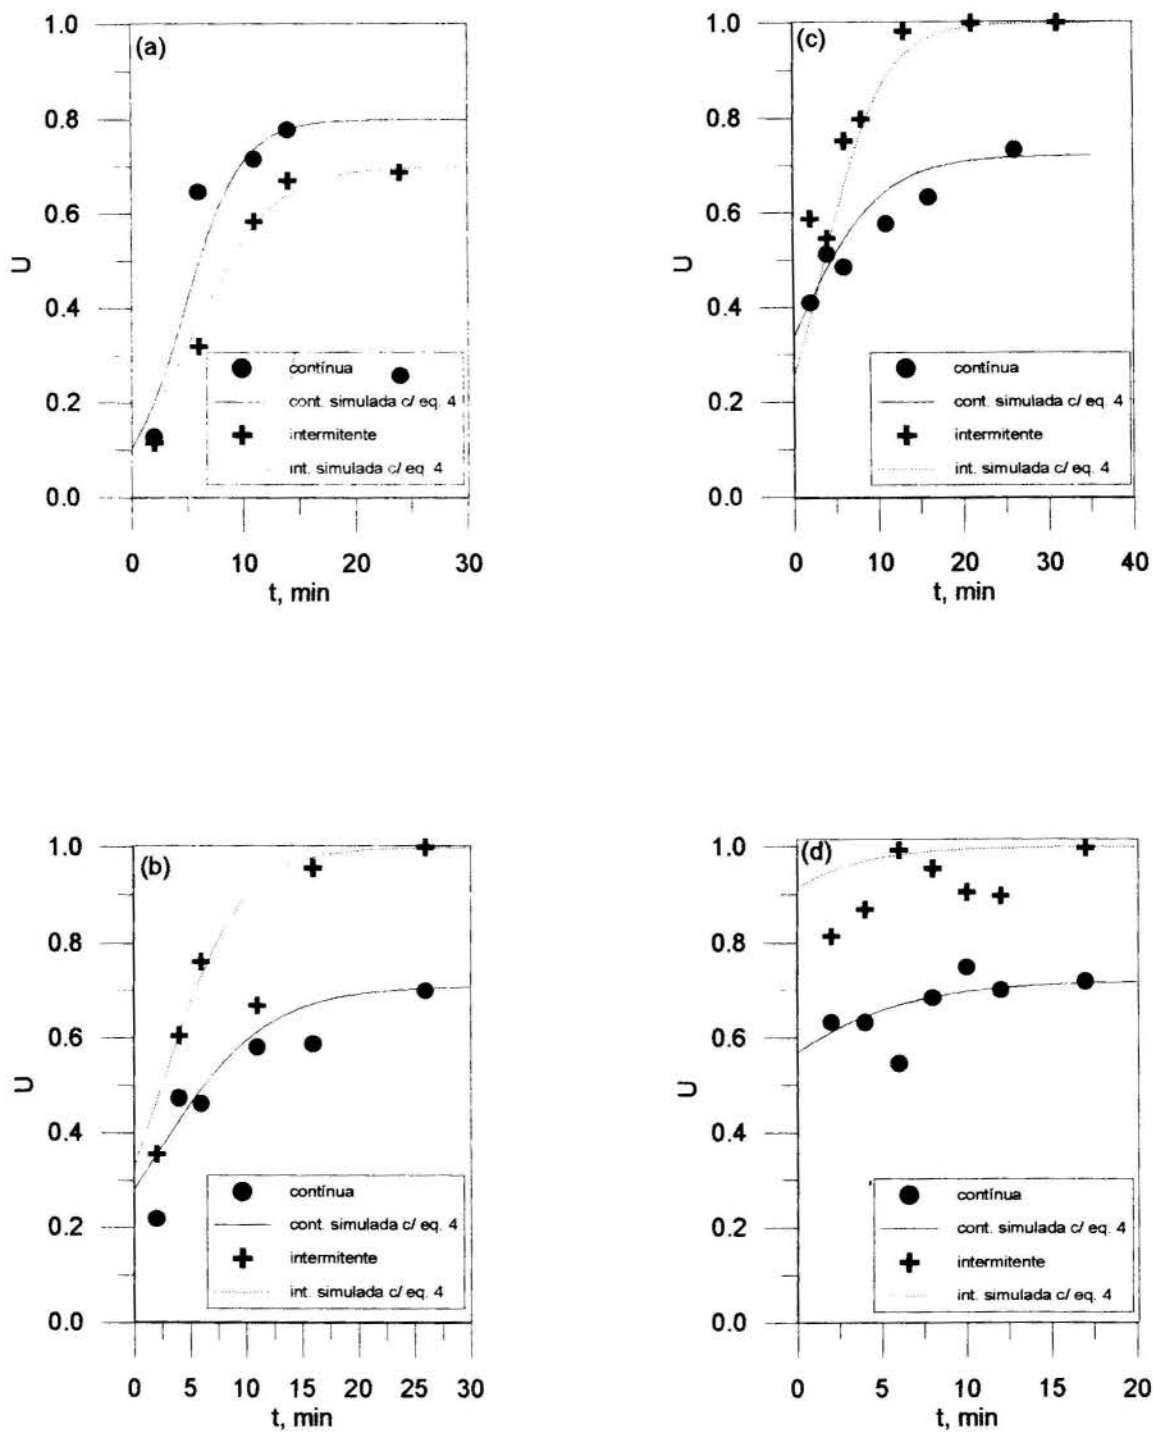 (a)
1.0
0.8
0.6
0.4
0.2
0.0
U
contínua
cont. simulada c/ eq. 4
intermitente
int. simulada c/ eq. 4
0 10 20 30
t, min
(c)
1.0
0.8
0.6
0.4
0.2
0.0
U
contínua
cont. simulada c/ eq. 4
intermitente
int. simulada c/ eq. 4
0 10 20 30 40
t, min
(b)
1.0
0.8
0.6
0.4
0.2
0.0
U
contínua
cont. simulada c/ eq. 4
intermitente
int. simulada c/ eq. 4
0 5 10 15 20 25 30
t, min
(d)
1.0
0.8
0.6
0.4
0.2
0.0
U
contínua
cont. simulada c/ eq. 4
intermitente
int. simulada c/ eq. 4
0 5 10 15 20
t, min